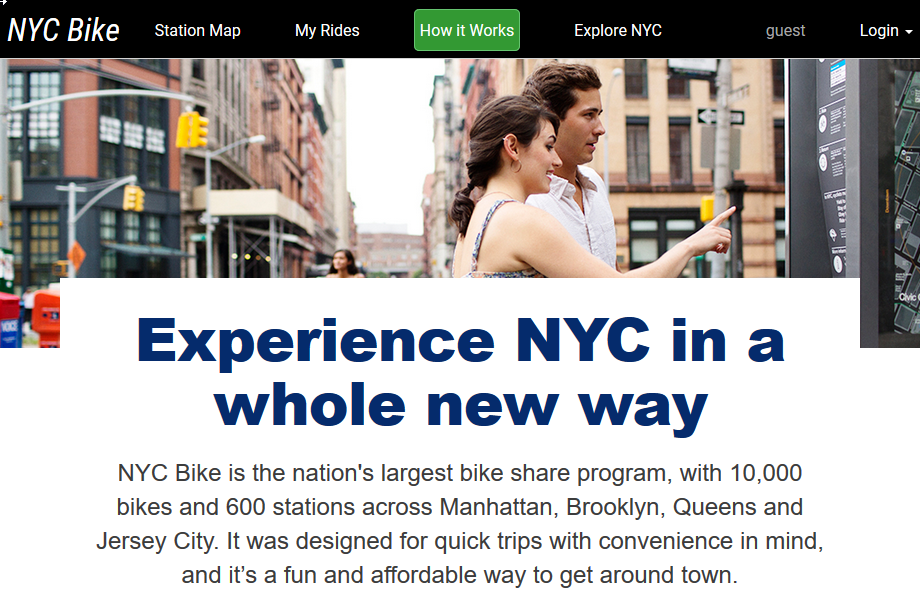 NYC Bike Station Map My Rides How it Works Explore NYC guest Login
Experience NYC in a
whole new way
NYC Bike is the nation's largest bike share program, with 10,000
bikes and 600 stations across Manhattan, Brooklyn, Queens and
Jersey City. It was designed for quick trips with convenience in mind,
and it’s a fun and affordable way to get around town.